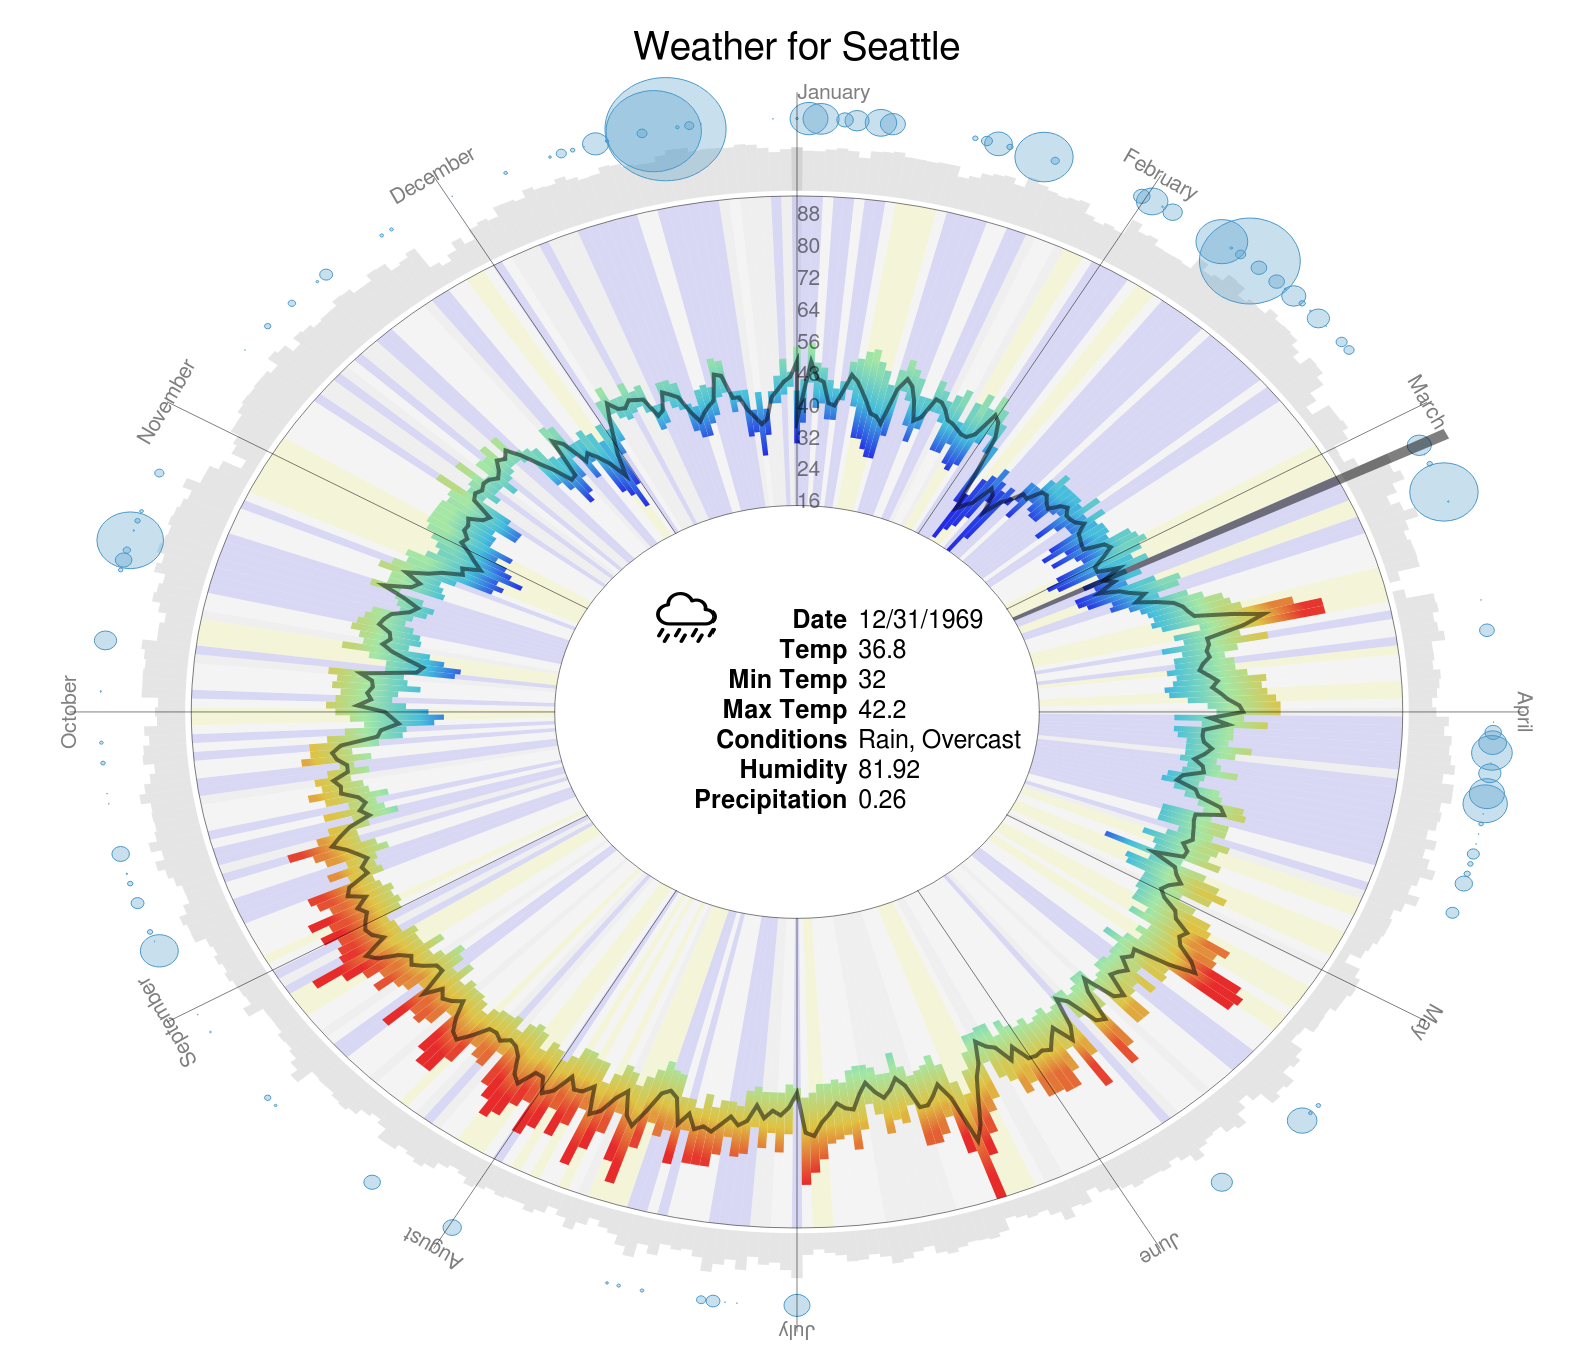 Weather for Seattle
January
February
March
April
May
June
July
August
September
October
November
December
88
80
72
64
56
48
40
32
24
16
Date 12/31/1969
Temp 36.8
Min Temp 32
Max Temp 42.2
Conditions Rain, Overcast
Humidity 81.92
Precipitation 0.26